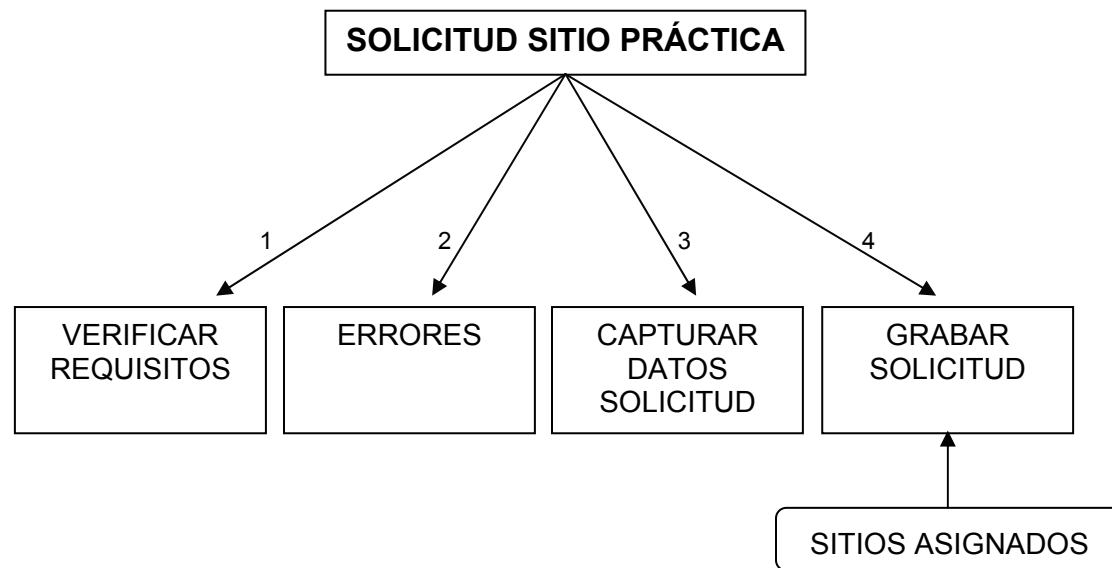 SOLICITUD SITIO PRÁCTICA
1
2
3
4
VERIFICAR
REQUISITOS
ERRORES
CAPTURAR
DATOS
SOLICITUD
GRABAR
SOLICITUD
SITIOS ASIGNADOS